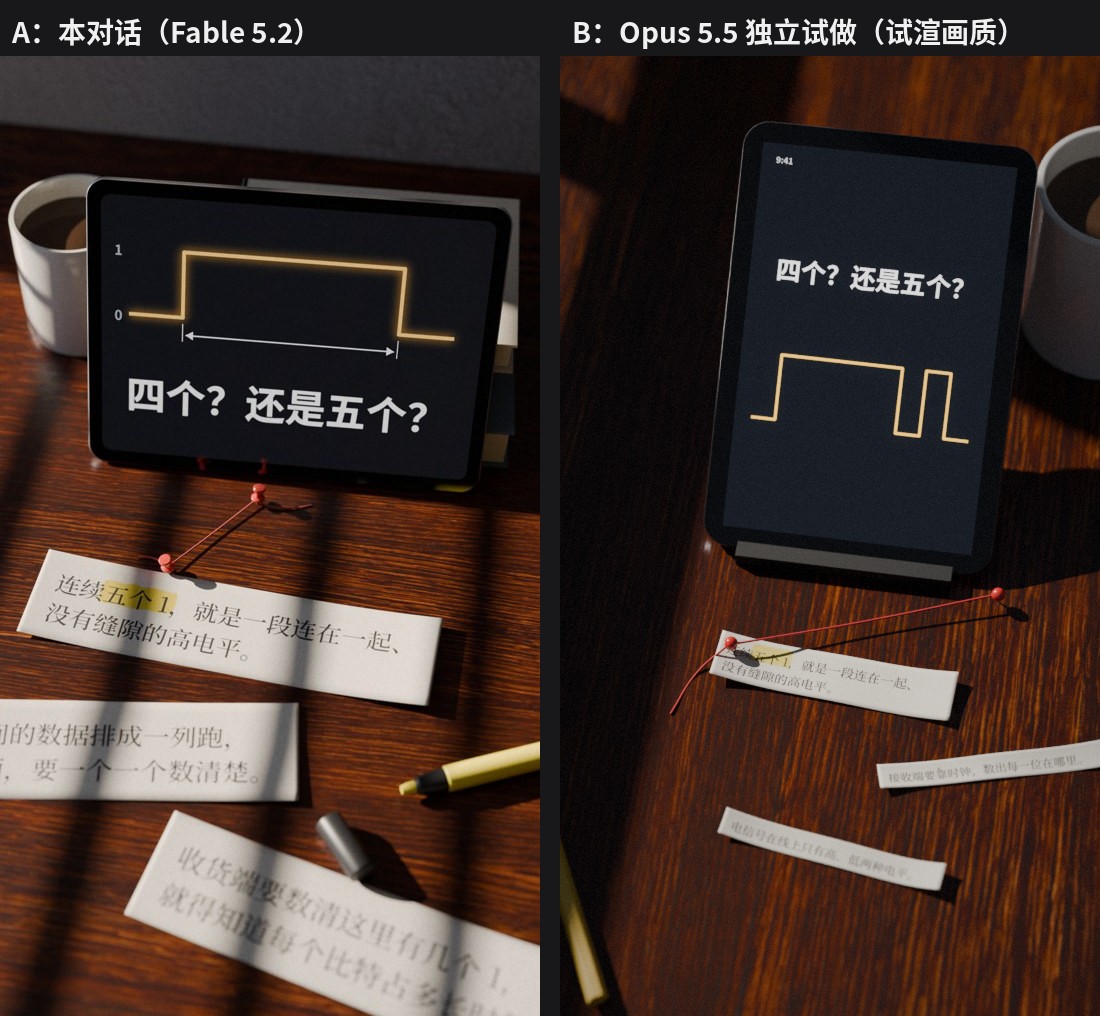 A：本对话（Fable 5.2）
B：Opus 5.5 独立试做（试渲画质）
1
0
四个？还是五个？
连续五个 1，就是一段连在一起、
没有缝隙的高电平。
的数据排成一列跑，
，要一个一个数清楚。
收货端要数清这里有几个 1，
就得知道每个比特占多
9:41
四个？还是五个？
五个 1，就是一段连在一起、
没有缝隙的高电平。
接收端要靠时钟，数出每一位在哪里。
电信号在线上只有高、低两种电平。